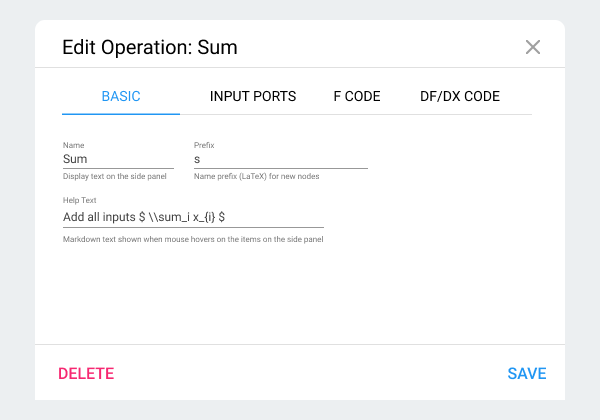 Edit Operation: Sum
BASIC INPUT PORTS F CODE DF/DX CODE
Name Prefix
Sum s
Display text on the side panel Name prefix (LaTeX) for new nodes
Help Text
Add all inputs $ \\sum_i x_{i} $
Markdown text shown when mouse hovers on the items on the side panel
DELETE SAVE